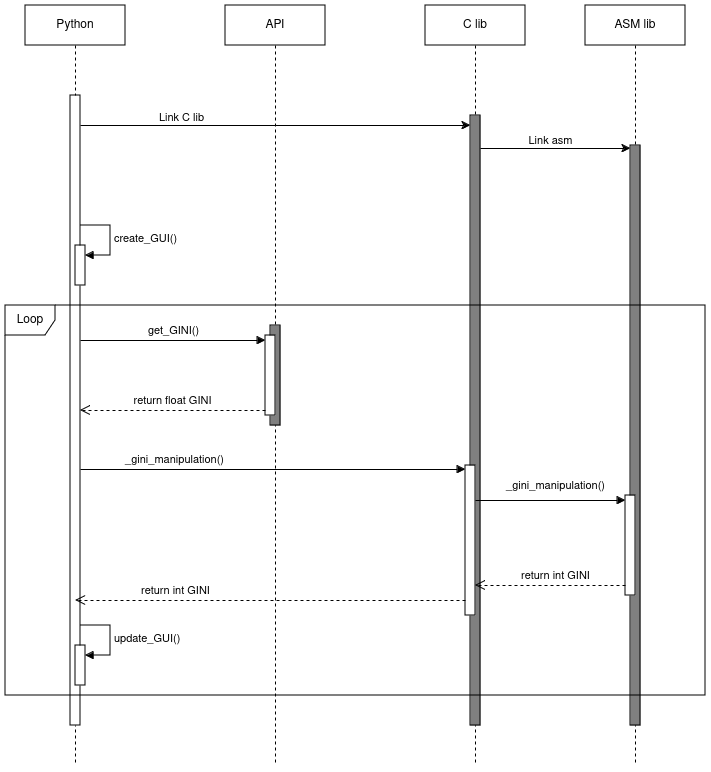 Python
API
C lib
ASM lib
Link C lib
Link asm
create_GUI()
Loop
get_GINI()
return float GINI
_gini_manipulation()
_gini_manipulation()
return int GINI
return int GINI
update_GUI()